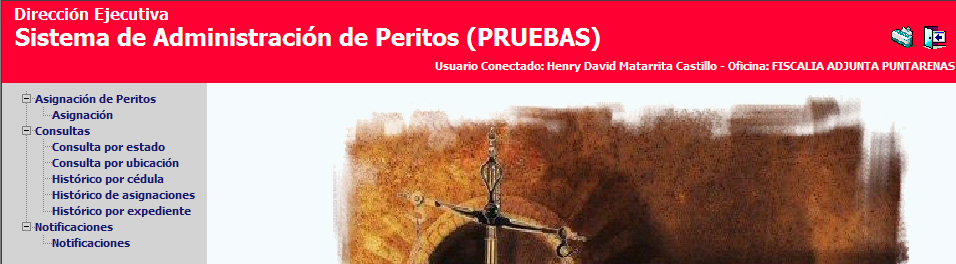 Dirección Ejecutiva
Sistema de Administración de Peritos (PRUEBAS)
Usuario Conectado: Henry David Matarrita Castillo - Oficina: FISCALIA ADJUNTA PUNTARENAS
Asignación de Peritos
Asignación
Consultas
Consulta por estado
Consulta por ubicación
Histórico por cédula
Histórico de asignaciones
Histórico por expediente
Notificaciones
Notificaciones